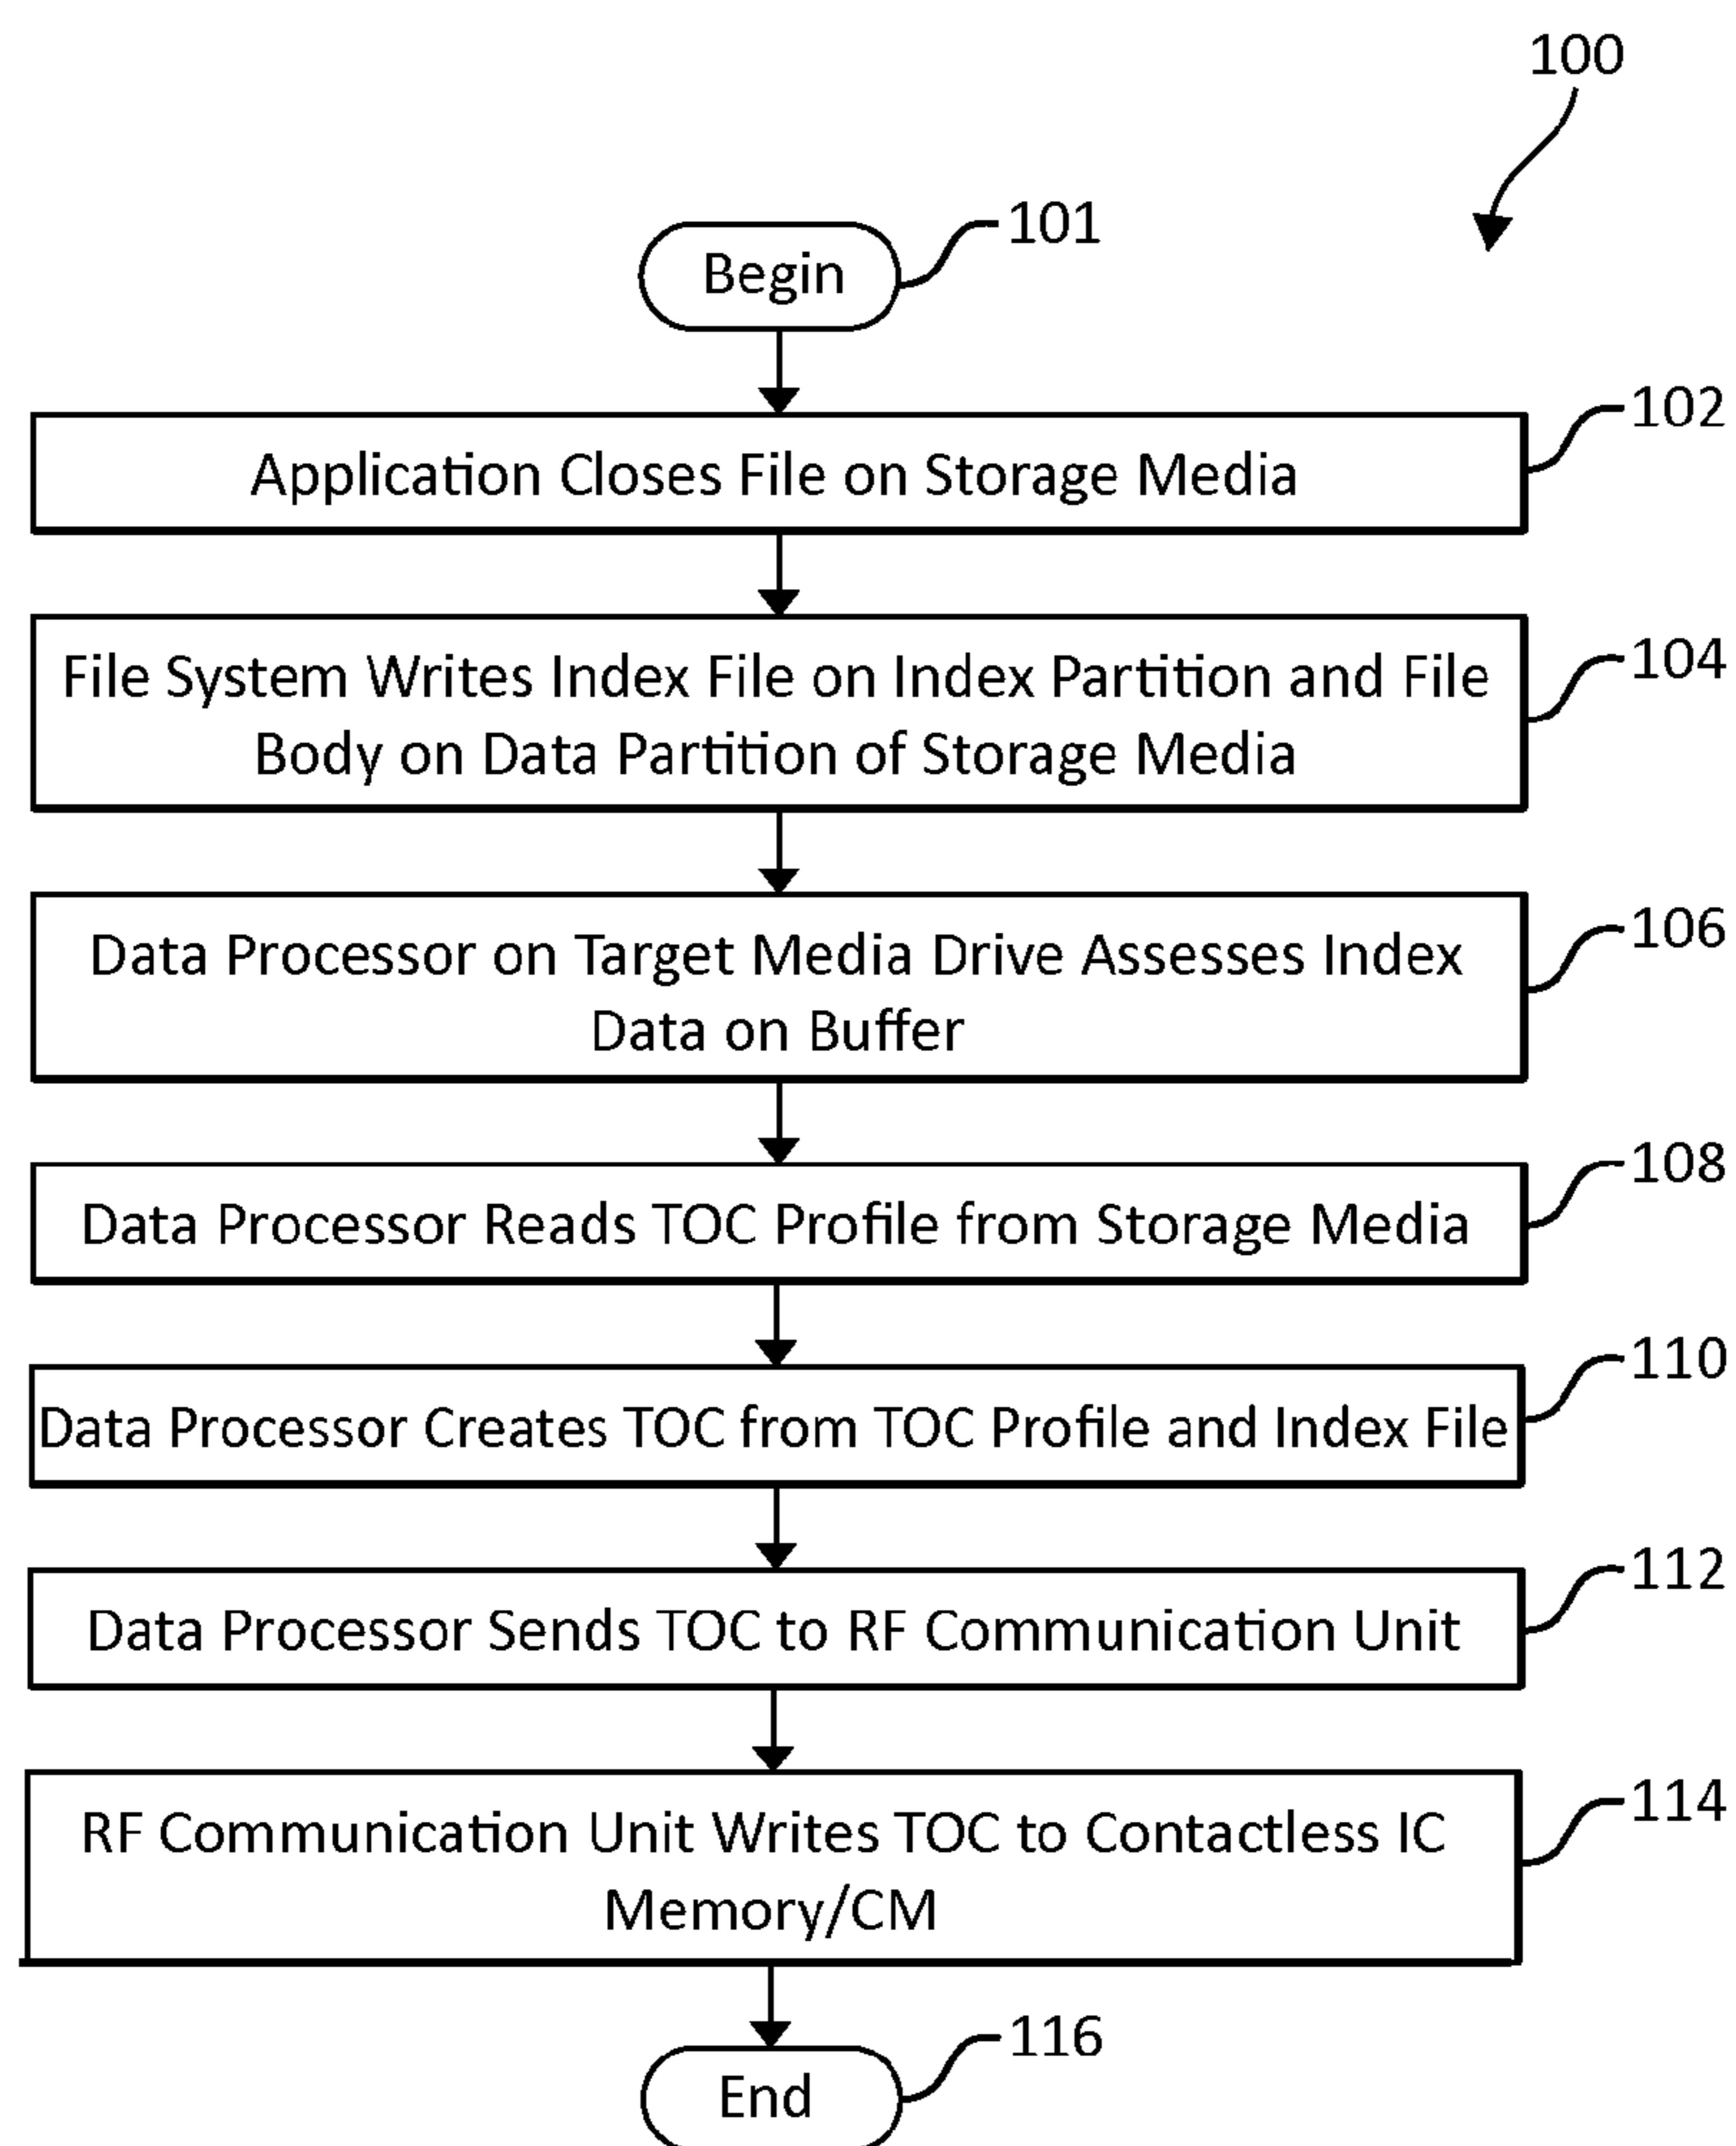 100
Begin
101
Application Closes File on Storage Media
102
File System Writes Index File on Index Partition and File
Body on Data Partition of Storage Media
104
Data Processor on Target Media Drive Assesses Index
Data on Buffer
106
Data Processor Reads TOC Profile from Storage Media
108
Data Processor Creates TOC from TOC Profile and Index File
110
Data Processor Sends TOC to RF Communication Unit
112
RF Communication Unit Writes TOC to Contactless IC
Memory/CM
114
End
116